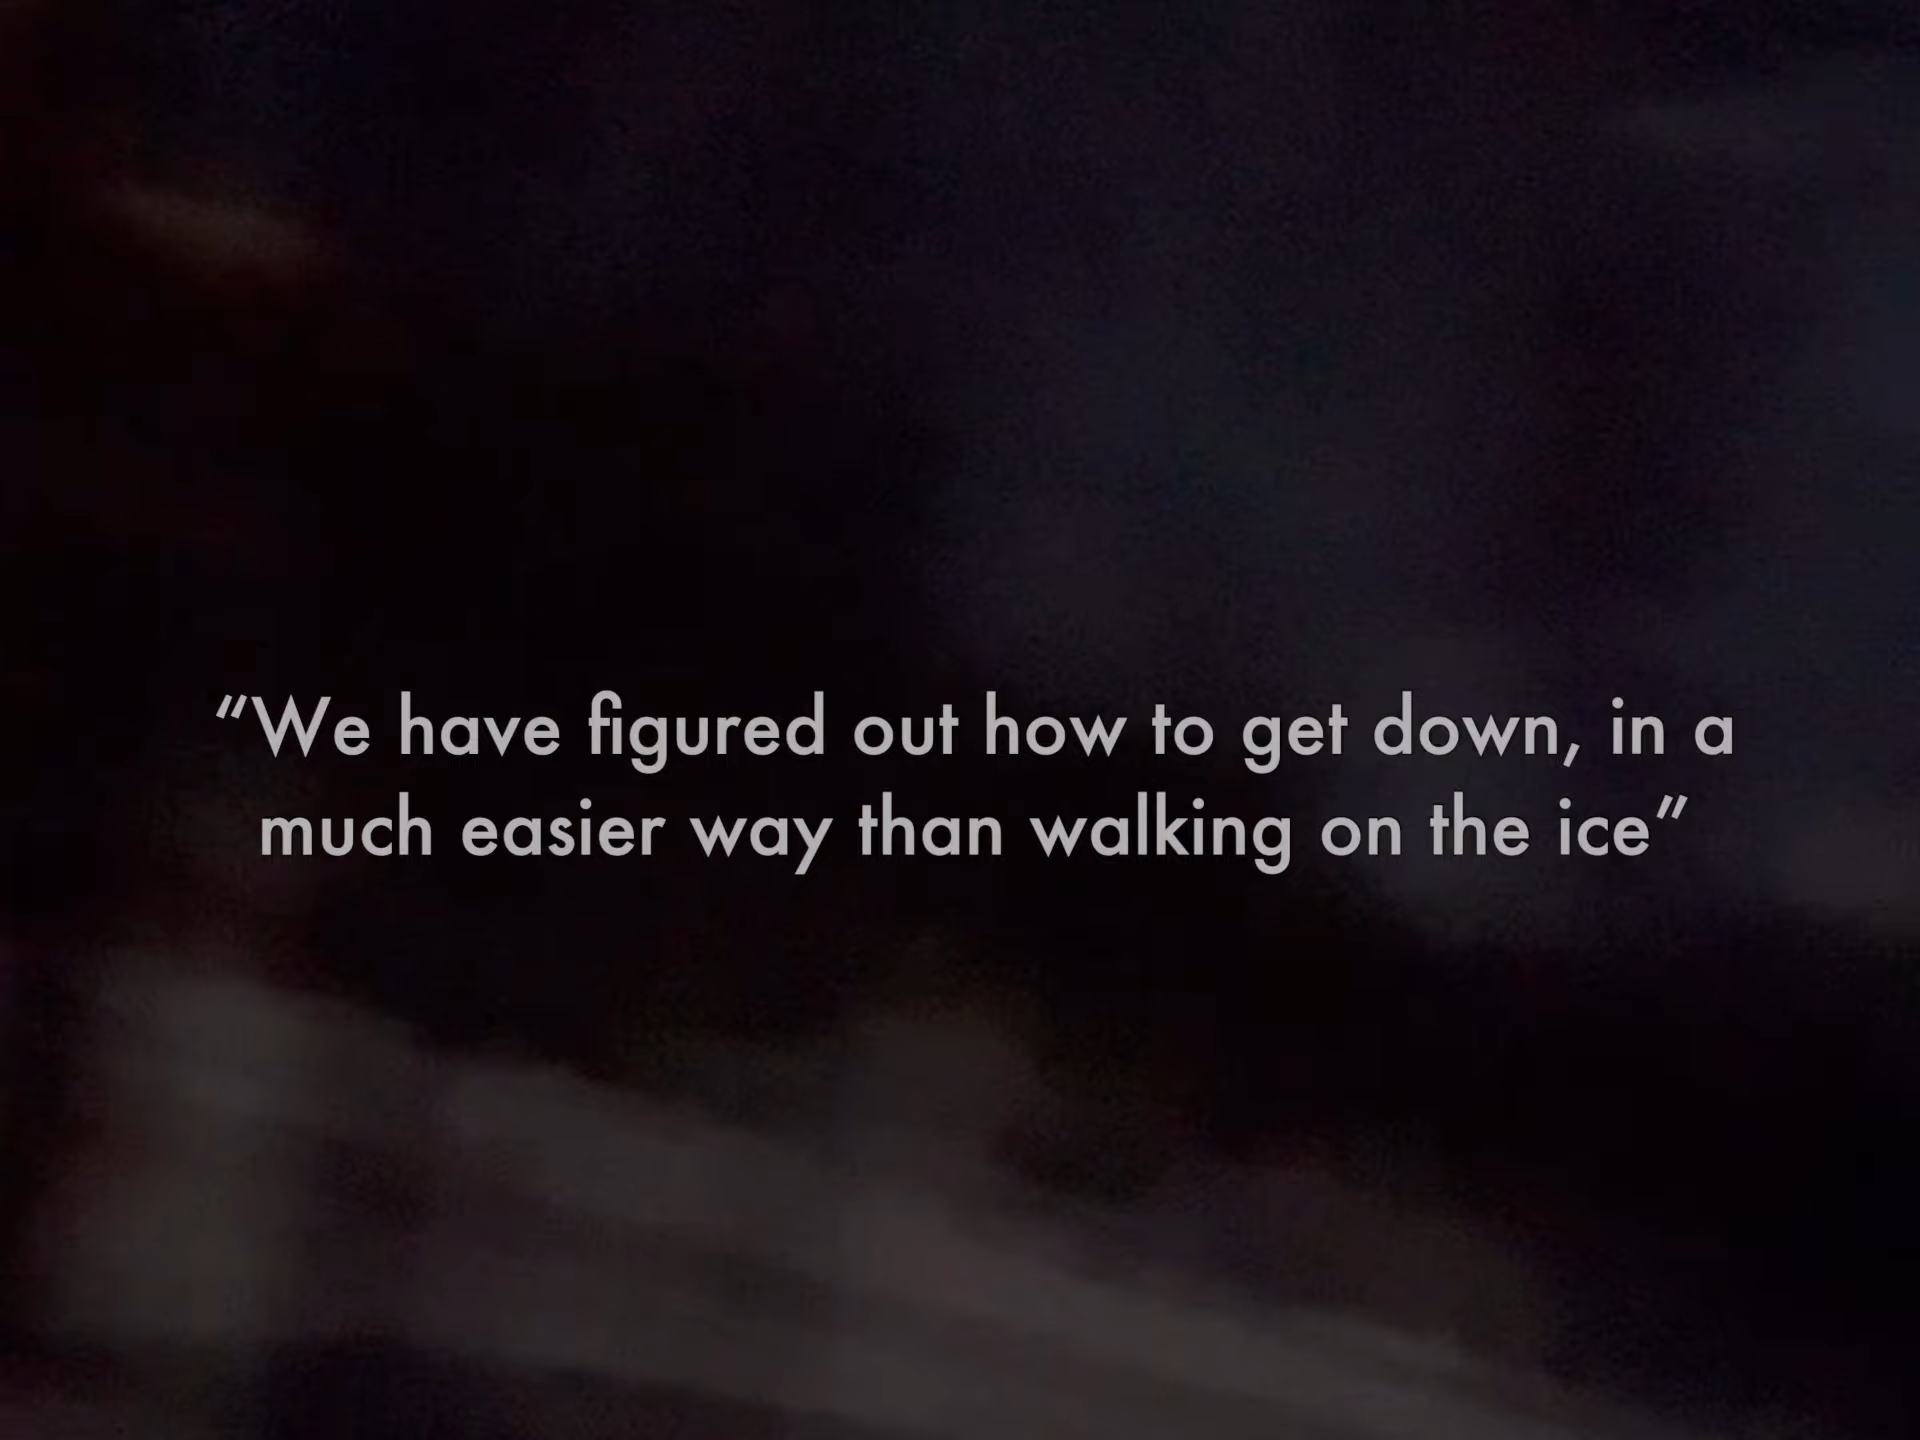 “We have figured out how to get down, in a
much easier way than walking on the ice”